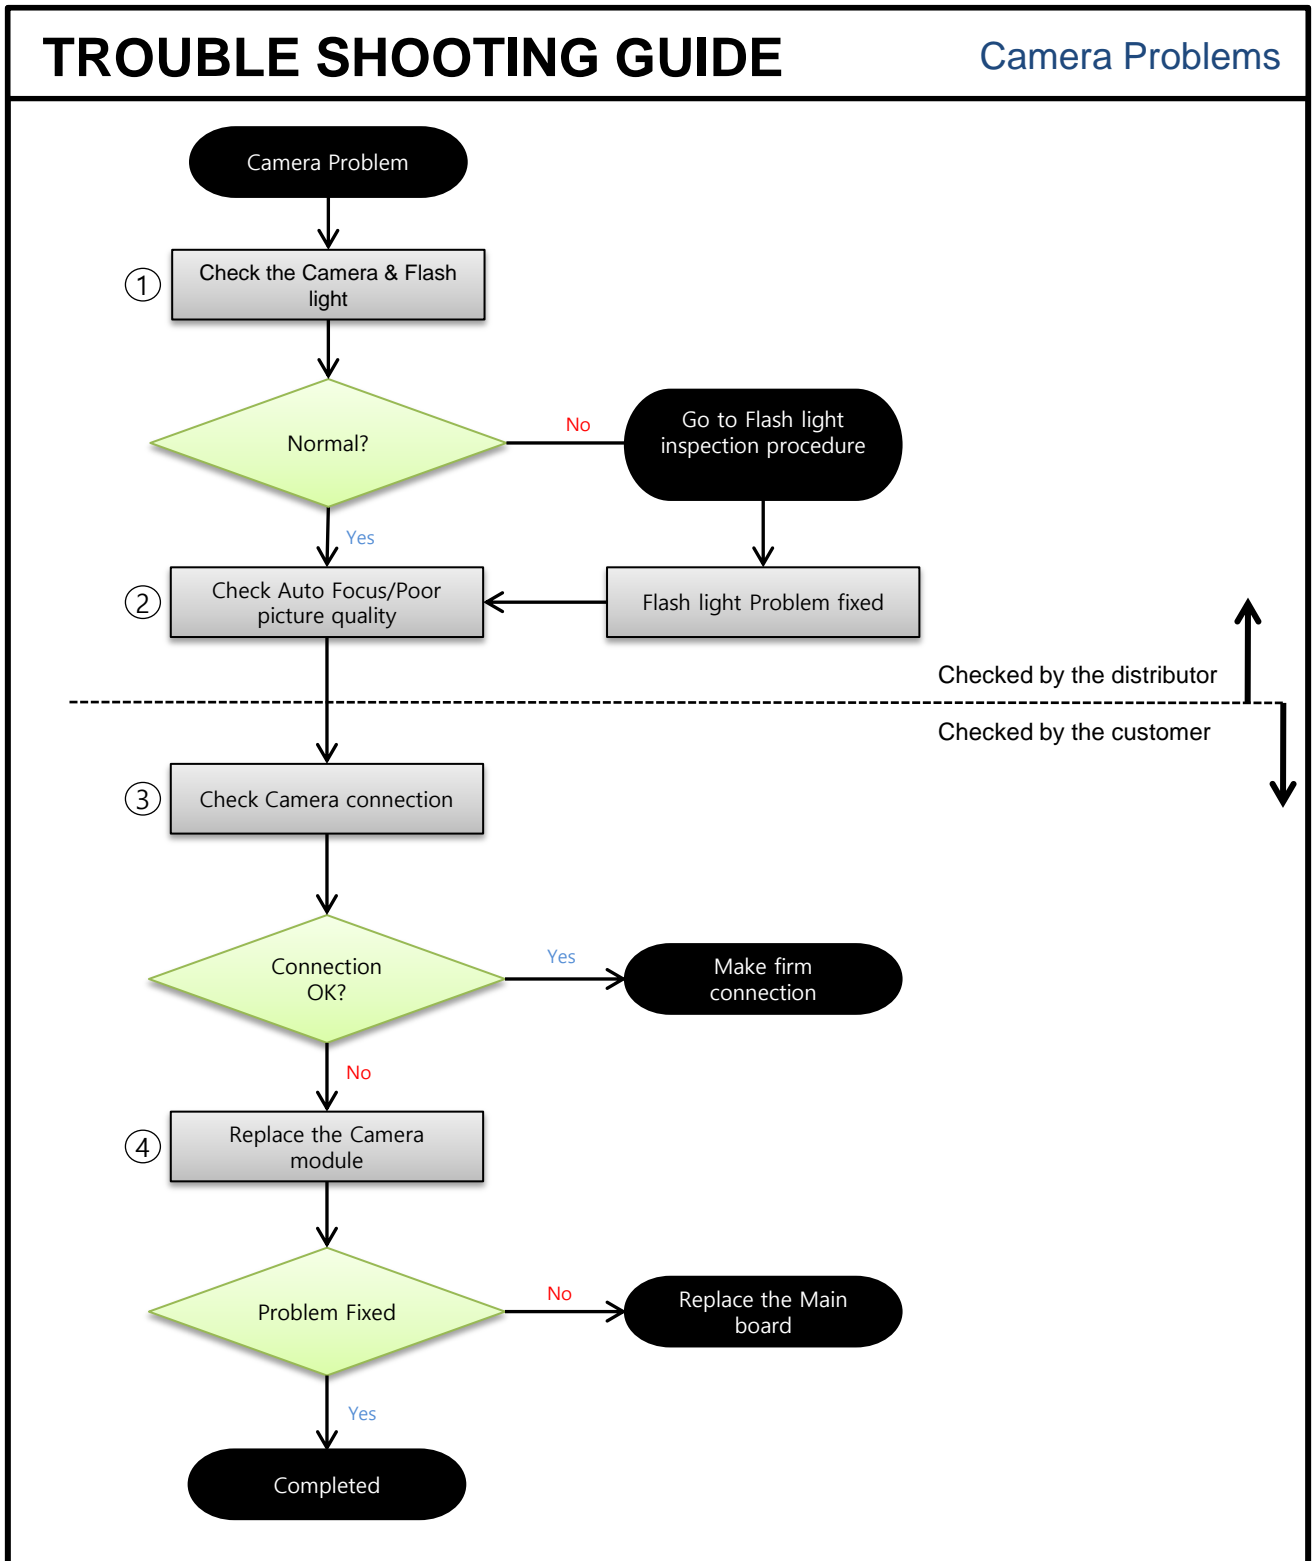 TROUBLE SHOOTING GUIDE
Camera Problems
Camera Problem
1
Check the Camera & Flash
light
Normal?
No
Go to Flash light
inspection procedure
Yes
2
Check Auto Focus/Poor
picture quality
Flash light Problem fixed
Checked by the distributor
Checked by the customer
3
Check Camera connection
Connection
OK?
Yes
Make firm
connection
No
4
Replace the Camera
module
Problem Fixed
No
Replace the Main
board
Yes
Completed